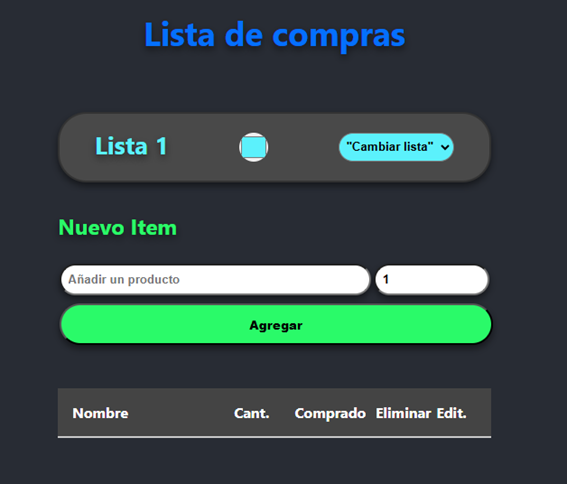 Lista de compras
Lista 1
"Cambiar lista"
Nuevo Item
Añadir un producto 1
Agregar
Nombre Cant. Comprado Eliminar Edit.